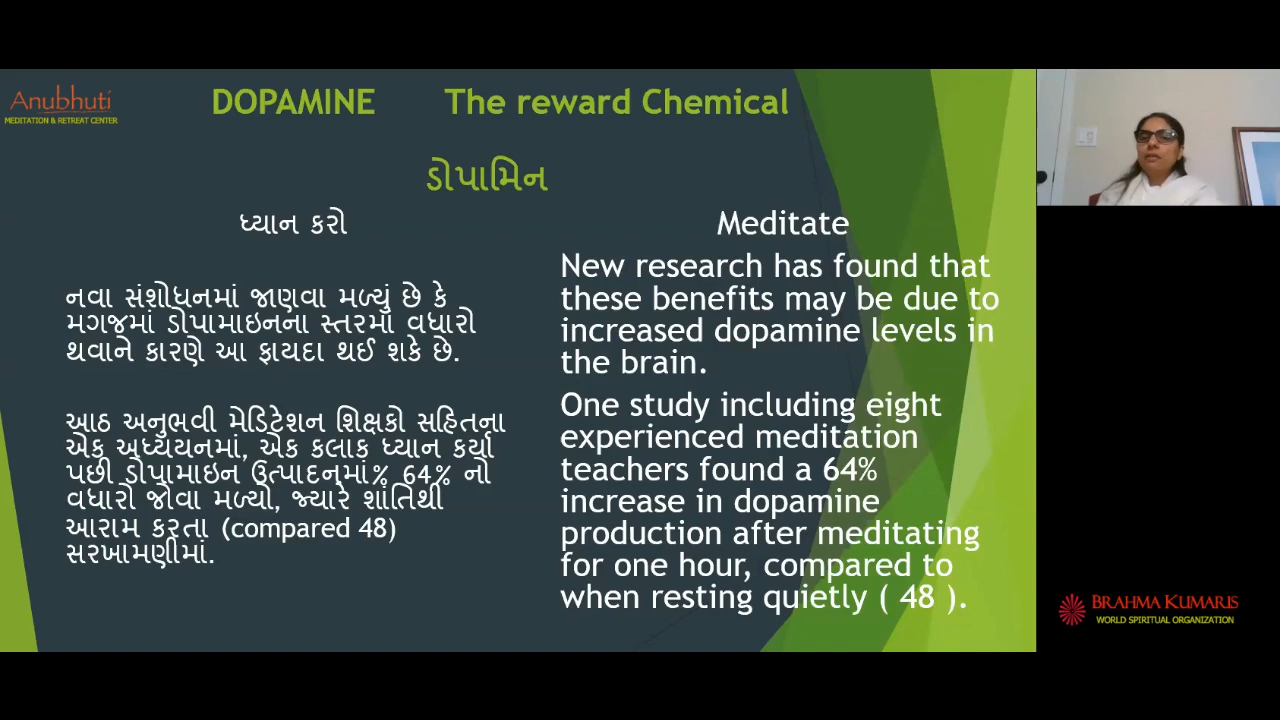 Anubhuti
MEDITATION & RETREAT CENTER
DOPAMINE The reward Chemical
ડોપામિન
ધ્યાન કરો
નવા સંશોધનમાં જાણવા મળ્યું છે કે
મગજમાં ડોપામાઇનના સ્તરમાં વધારો
થવાને કારણે આ ફાયદા થઈ શકે છે.
આઠ અનુભવી મેડિટેશન શિક્ષકો સહિતના
એક અધ્યયનમાં, એક કલાક ધ્યાન કર્યા
પછી ડોપામાઇન ઉત્પાદનમાં% 64% નો
વધારો જોવા મળ્યો, જ્યારે શાંતિથી
આરામ કરતા (compared 48)
સરખામણીમાં.
Meditate
New research has found that
these benefits may be due to
increased dopamine levels in
the brain.
One study including eight
experienced meditation
teachers found a 64%
increase in dopamine
production after meditating
for one hour, compared to
when resting quietly ( 48 ).
BRAHMA KUMARIS
WORLD SPIRITUAL ORGANIZATION